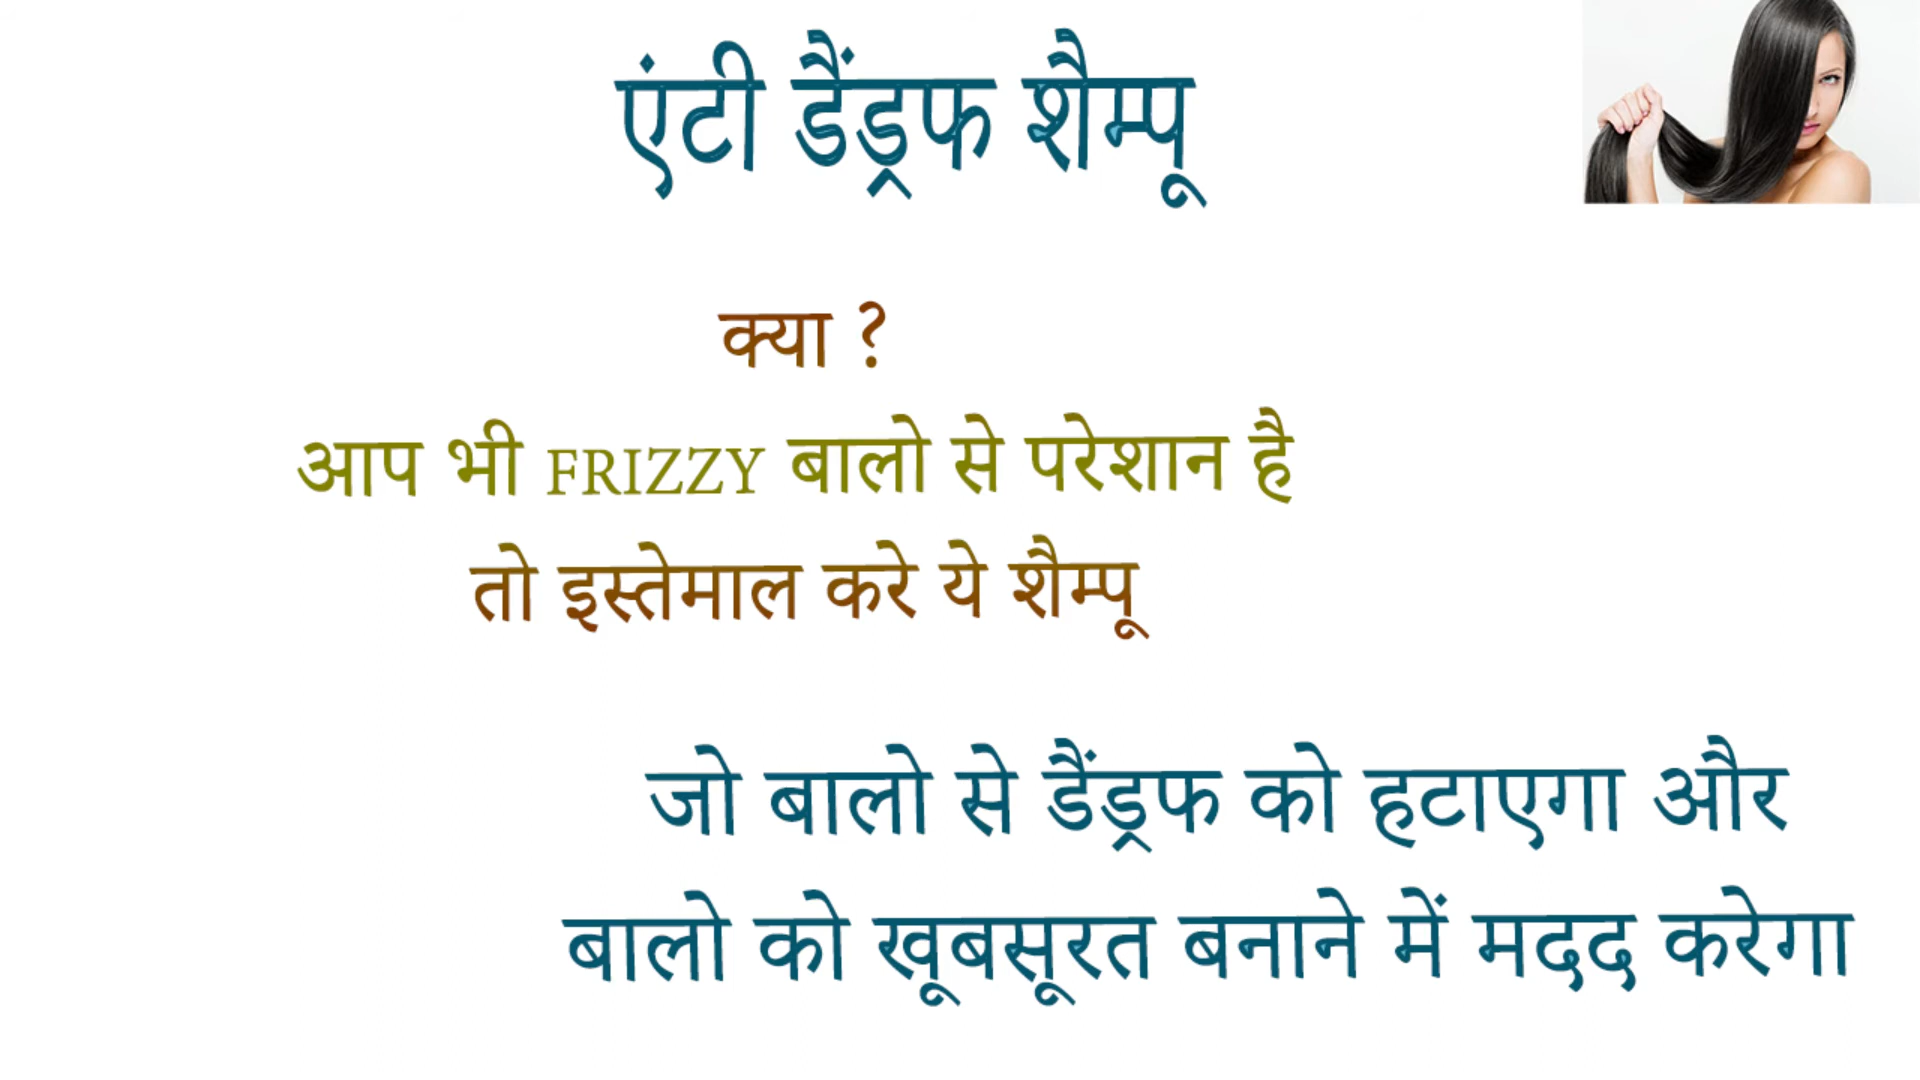 एंटी डैंड्रफ शैम्पू
क्या ?
आप भी FRIZZY बालो से परेशान है
तो इस्तेमाल करे ये शैम्पू
जो बालो से डैंड्रफ को हटाएगा और
बालो को खूबसूरत बनाने में मदद करेगा